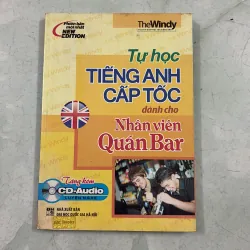 Phiên bản
mới nhất
NEW
EDITION
TheWindy
Tự học
TIẾNG ANH
CẤP TỐC
dành cho
Nhân viên
Quán Bar
Tặng kèm
CD-Audio
NHÀ XUẤT BẢN
ĐẠI HỌC QUỐC GIA HÀ NỘI